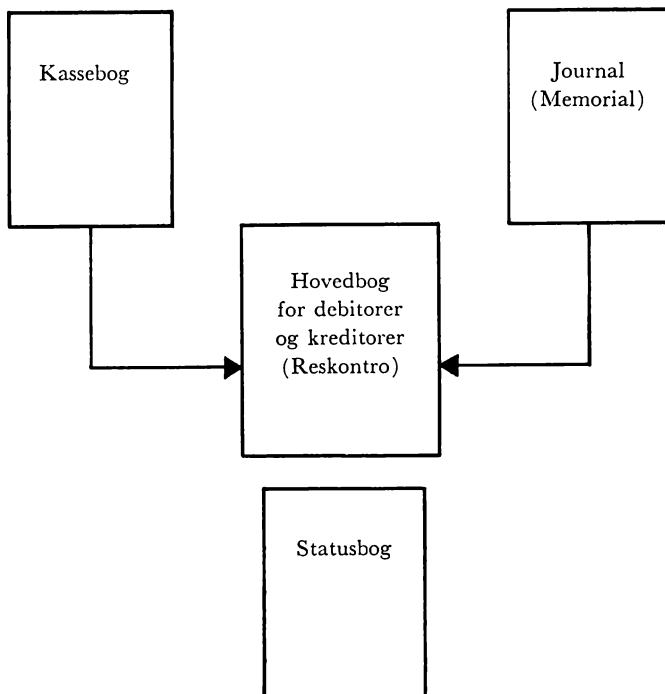 Kassebog
Journal
(Memorial)
Hovedbog
for debitorer
og kreditorer
(Reskontro)
Statusbog